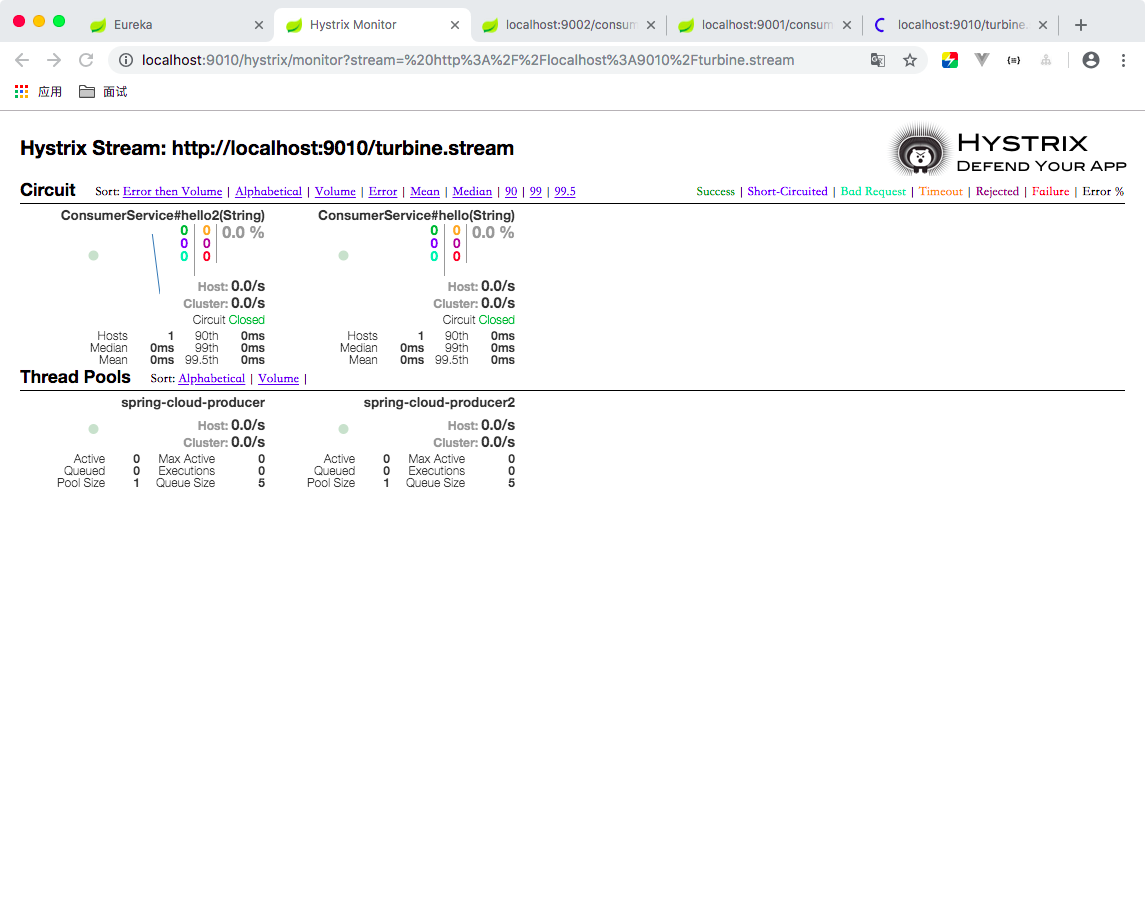 Eureka
Hystrix Monitor
localhost:9002/consum
localhost:9001/consum
localhost:9010/turbine.
localhost:9010/hystrix/monitor?stream=%20http%3A%2F%2Flocalhost%3A9010%2Fturbine.stream
应用 面试
Hystrix Stream: http://localhost:9010/turbine.stream
HYSTRIX
DEFEND YOUR APP
Circuit Sort: Error then Volume | Alphabetical | Volume | Error | Mean | Median | 90 | 99 | 99.5
Success | Short-Circuited | Bad Request | Timeout | Rejected | Failure | Error %
ConsumerService#hello2(String)
0 0 0.0 %
0 0
0 0
Host: 0.0/s
Cluster: 0.0/s
Circuit Closed
Hosts 1 90th 0ms
Median 0ms 99th 0ms
Mean 0ms 99.5th 0ms
ConsumerService#hello(String)
0 0 0.0 %
0 0
0 0
Host: 0.0/s
Cluster: 0.0/s
Circuit Closed
Hosts 1 90th 0ms
Median 0ms 99th 0ms
Mean 0ms 99.5th 0ms
Thread Pools Sort: Alphabetical | Volume |
spring-cloud-producer
Host: 0.0/s
Cluster: 0.0/s
Active 0 Max Active 0
Queued 0 Executions 0
Pool Size 1 Queue Size 5
spring-cloud-producer2
Host: 0.0/s
Cluster: 0.0/s
Active 0 Max Active 0
Queued 0 Executions 0
Pool Size 1 Queue Size 5